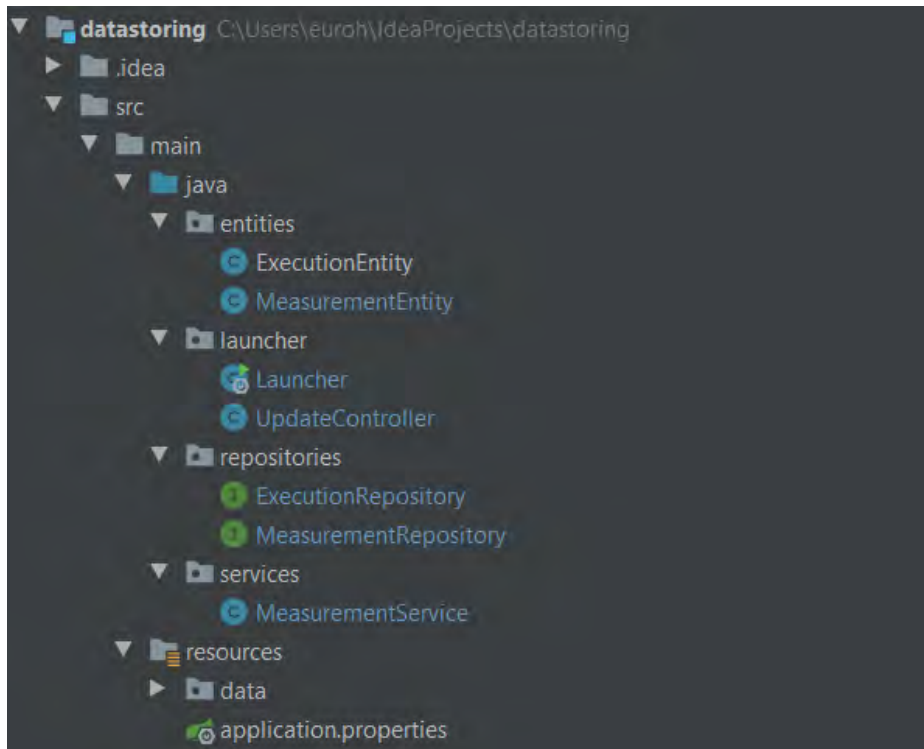 datastoring C:\Users\euroh\IdeaProjects\datastoring
.idea
src
main
java
entities
ExecutionEntity
MeasurementEntity
launcher
Launcher
UpdateController
repositories
ExecutionRepository
MeasurementRepository
services
MeasurementService
resources
data
application.properties